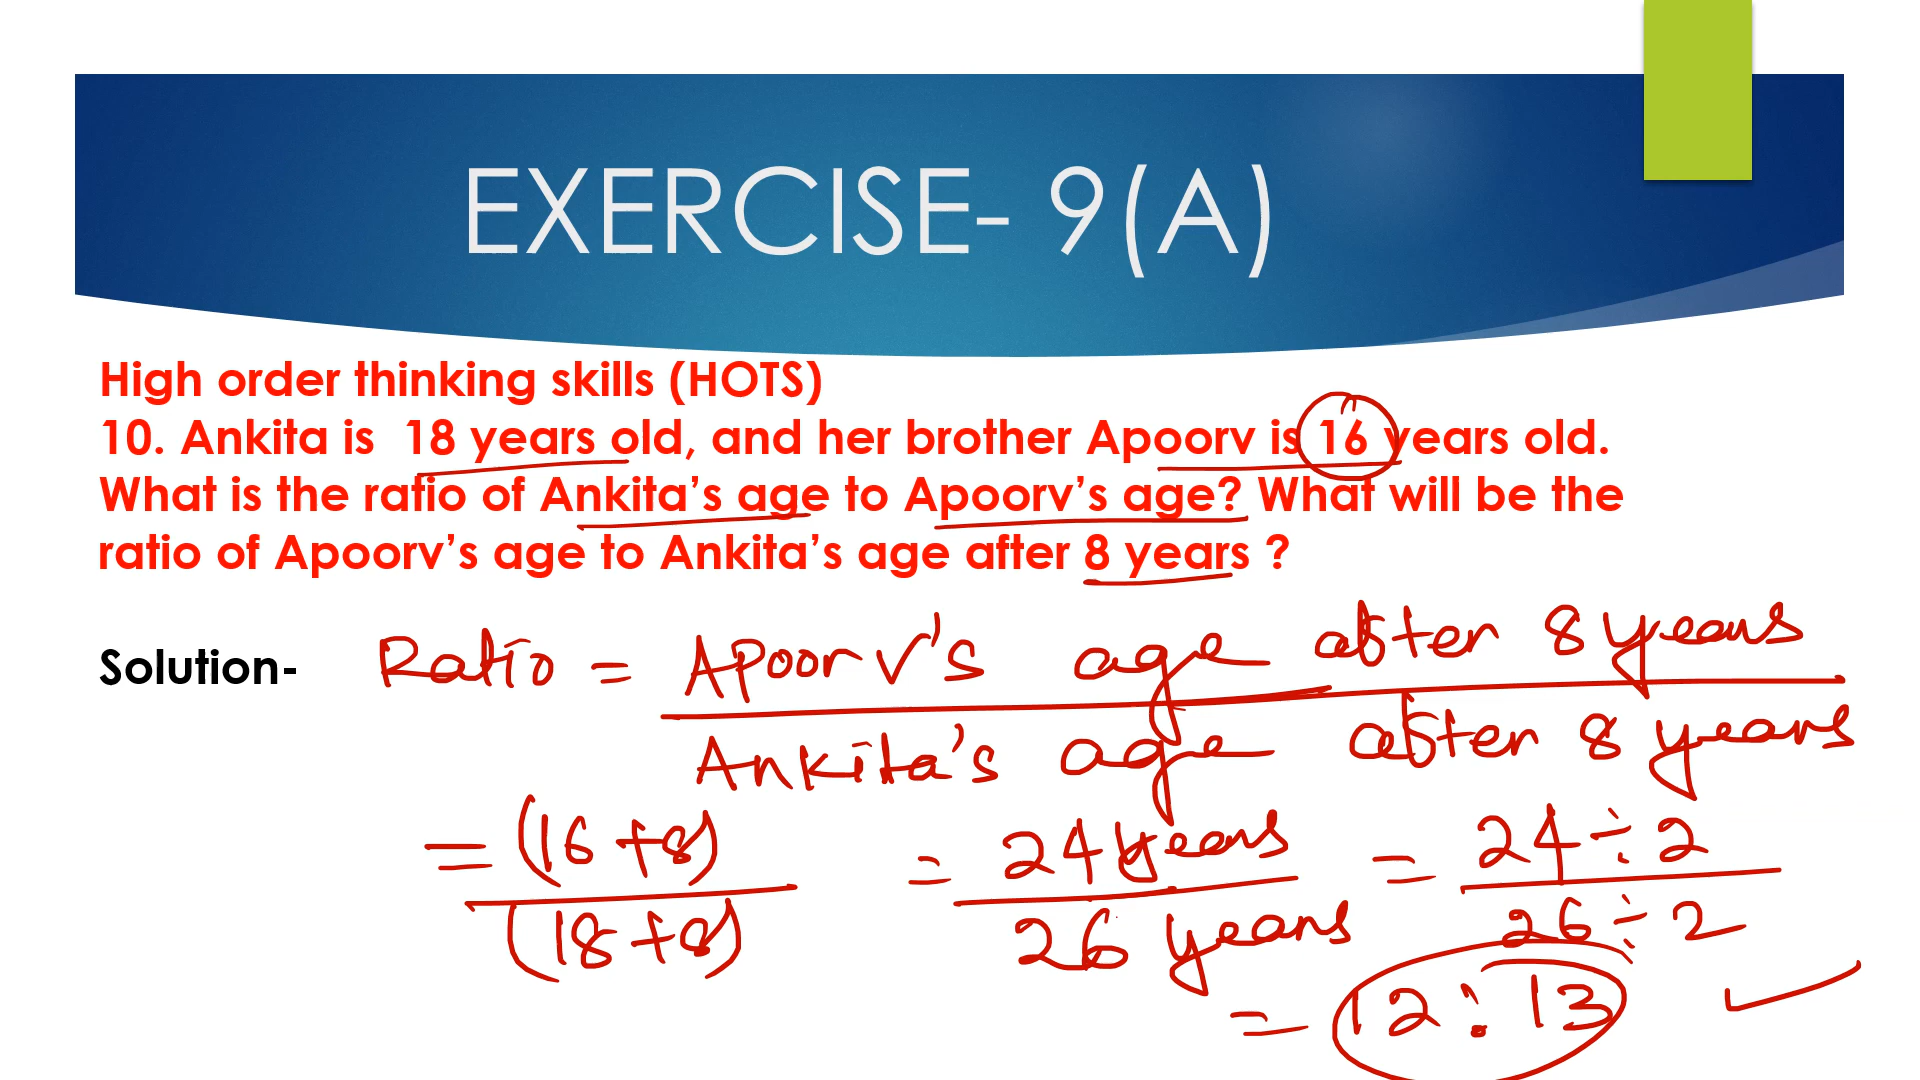 EXERCISE- 9(A)
High order thinking skills (HOTS)
10. Ankita is 18 years old, and her brother Apoorv is 16 years old.
What is the ratio of Ankita’s age to Apoorv’s age? What will be the
ratio of Apoorv’s age to Ankita’s age after 8 years ?
Solution- Ratio = Apoorv's age after 8 years
Ankita's age after 8 years
= (16+8) = 24 years = 24 ÷ 2
(18+8) 26 years 26 ÷ 2
= 12 : 13